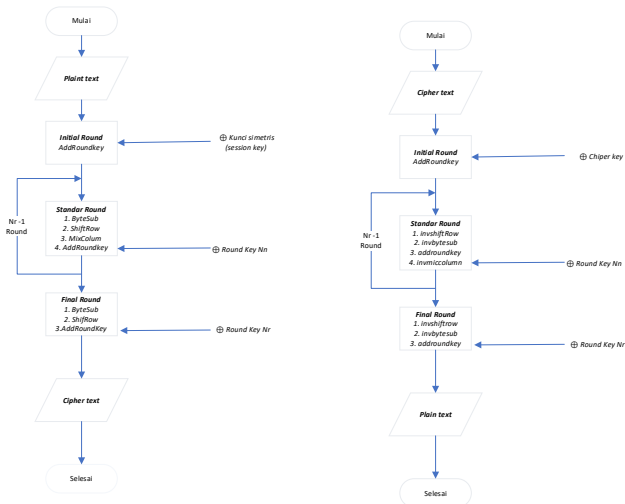 Mulai
Plaint text
Initial Round
AddRoundkey
⊕ Kunci simetris
(session key)
Nr -1
Round
Standar Round
1. ByteSub
2. ShiftRow
3. MixColum
4. AddRoundkey
⊕ Round Key Nn
Final Round
1. ByteSub
2. ShifRow
3.AddRoundKey
⊕ Round Key Nr
Cipher text
Selesai
Mulai
Cipher text
Initial Round
AddRoundkey
⊕ Chiper key
Nr -1
Round
Standar Round
1. invshiftRow
2. invbytesub
3. addroundkey
4. invmiccolumn
⊕ Round Key Nn
Final Round
1. invshiftrow
2. invbytesub
3. addroundkey
⊕ Round Key Nr
Plain text
Selesai